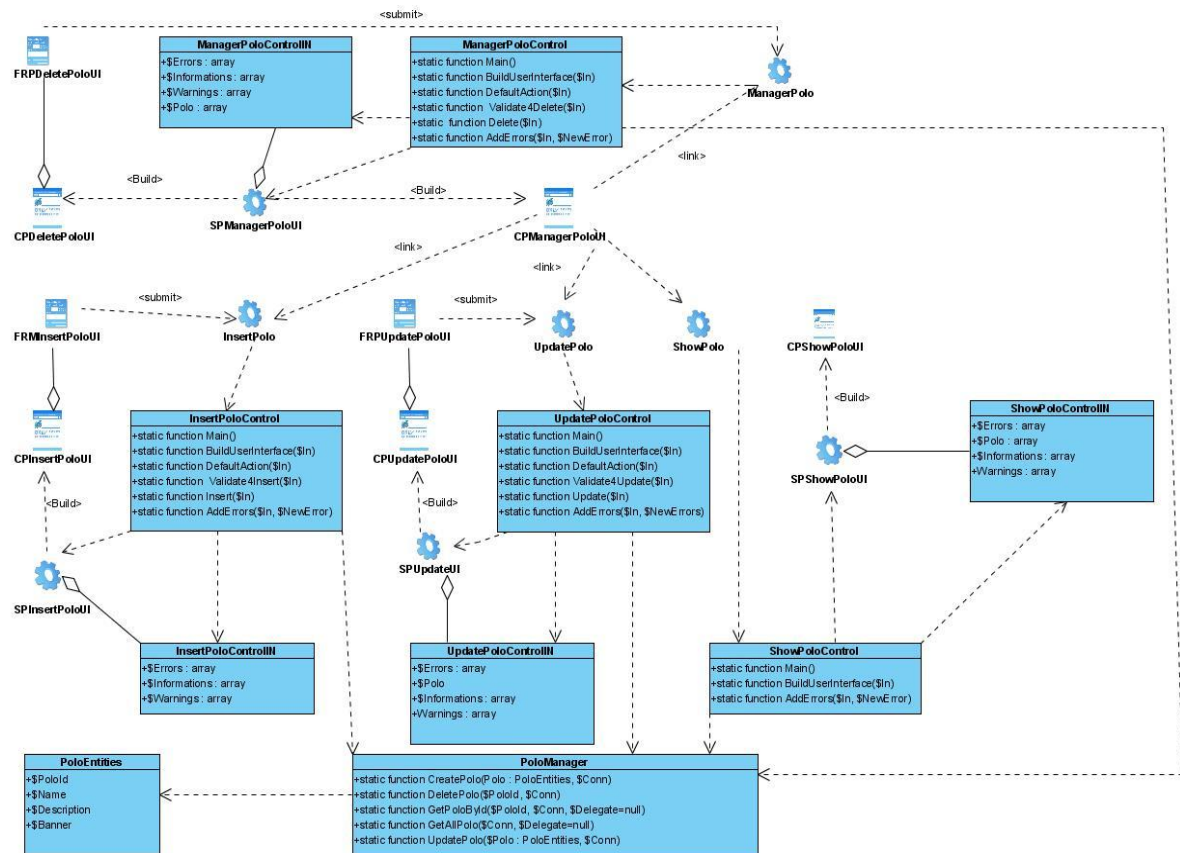 <submit>
FRPDeletePoloUI
ManagerPoloControlIN
+$Errors : array
+$Informations : array
+$Warnings : array
+$Polo : array
ManagerPoloControl
+static function Main()
+static function BuildUserInterface($In)
+static function DefaultAction($In)
+static function Validate4Delete($In)
+static function Delete($In)
+static function AddErrors($In, $NewError)
ManagerPolo
<link>
<Build>
<Build>
CPDeletePoloUI
SPManagerPoloUI
CPManagerPoloUI
<link>
<link>
<submit>
<submit>
FRMInsertPoloUI
InsertPolo
FRPUpdatePoloUI
UpdatePolo
ShowPolo
CPShowPoloUI
<Build>
InsertPoloControl
+static function Main()
+static function BuildUserInterface($In)
+static function DefaultAction($In)
+static function Validate4Insert($In)
+static function Insert($In)
+static function AddErrors($In, $NewError)
CPInsertPoloUI
<Build>
SPInsertPoloUI
UpdatePoloControl
+static function Main()
+static function BuildUserInterface($In)
+static function DefaultAction($In)
+static function Validate4Update($In)
+static function Update($In)
+static function AddErrors($In, $NewErrors)
CPUpdatePoloUI
<Build>
SPUpdateUI
ShowPoloControlIN
+$Errors : array
+$Polo : array
+$Informations : array
+Warnings : array
SPShowPoloUI
InsertPoloControlIN
+$Errors : array
+$Informations : array
+$Warnings : array
UpdatePoloControlIN
+$Errors : array
+$Polo
+$Informations : array
+Warnings : array
ShowPoloControl
+static function Main()
+static function BuildUserInterface($In)
+static function AddErrors($In, $NewError)
PoloEntities
+$PoloId
+$Name
+$Description
+$Banner
PoloManager
+static function CreatePolo(Polo : PoloEntities, $Conn)
+static function DeletePolo($PoloId, $Conn)
+static function GetPoloById($PoloId, $Conn, $Delegate=null)
+static function GetAllPolo($Conn, $Delegate=null)
+static function UpdatePolo($Polo : PoloEntities, $Conn)